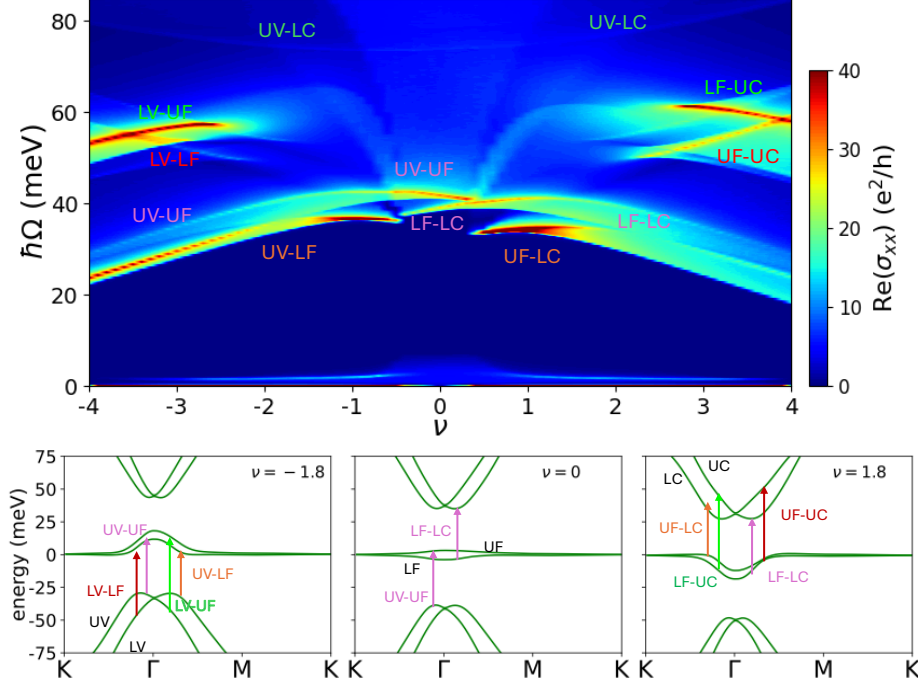 80
60
40
20
0
ħΩ (meV)
UV-LC
UV-LC
LV-UF
LV-LF
LF-UC
UF-UC
UV-UF
UV-UF
LF-LC
LF-LC
UV-LF
UF-LC
-4 -3 -2 -1 0 1 2 3 4
ν
40
30
20
10
0
Re(σxx) (e²/h)
energy (meV)
75
50
25
0
-25
-50
-75
ν = −1.8
UV-UF
LV-LF
UV-LF
LV-UF
UV
LV
K Γ M K
ν = 0
LF-LC
UF
LF
UV-UF
K Γ M K
ν = 1.8
UC
LC
UF-LC
UF-UC
LF-UC
LF-LC
K Γ M K